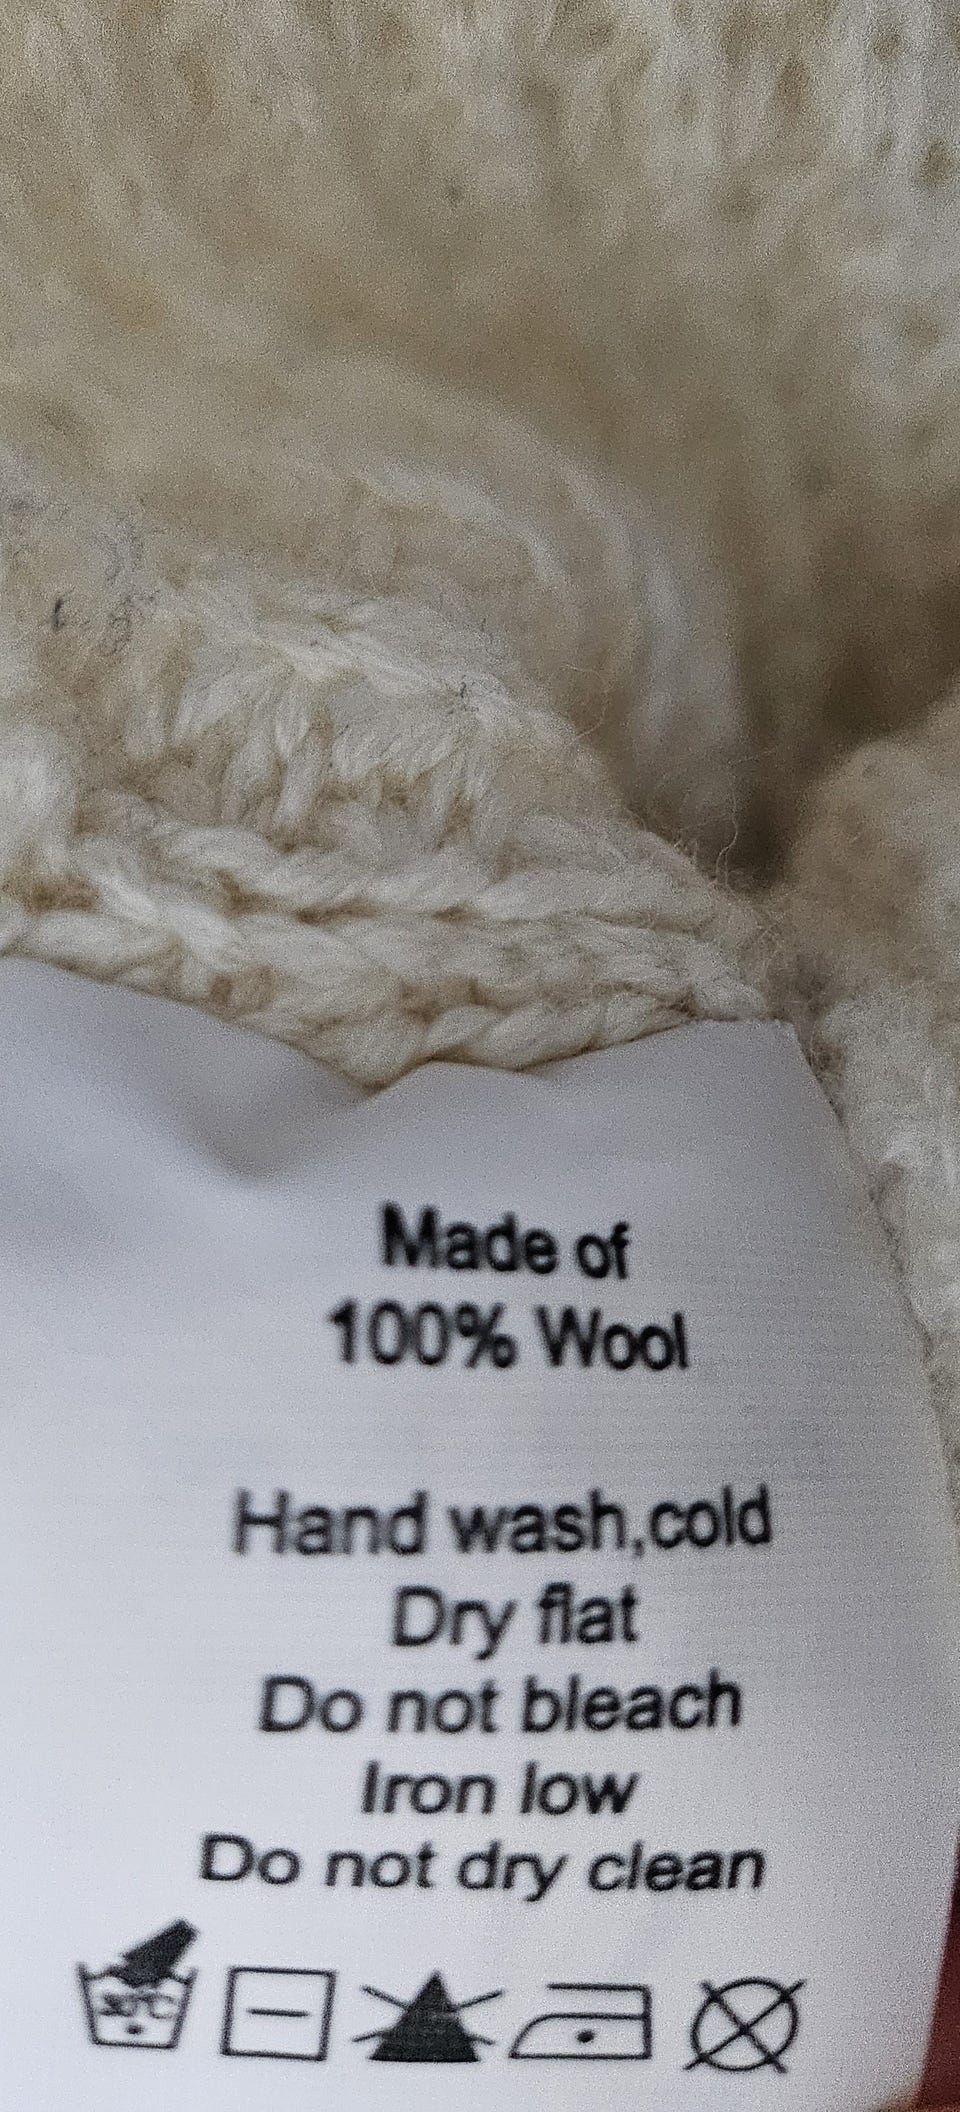 Made of
100% Wool
Hand wash,cold
Dry flat
Do not bleach
Iron low
Do not dry clean
30°C